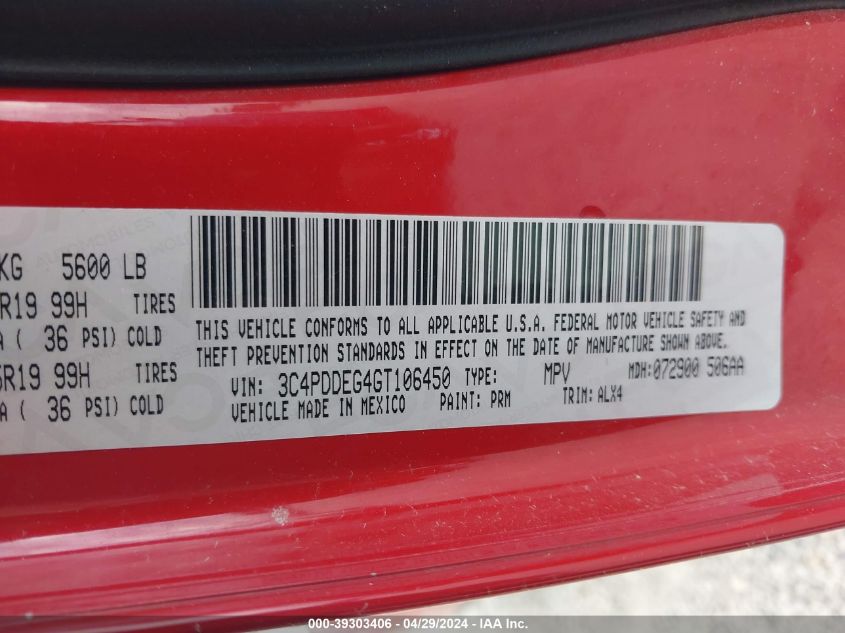 KG 5600 LB
R19 99H TIRES
A ( 36 PSI) COLD
5R19 99H TIRES
A ( 36 PSI) COLD
THIS VEHICLE CONFORMS TO ALL APPLICABLE U.S.A. FEDERAL MOTOR VEHICLE SAFETY AND
THEFT PREVENTION STANDARDS IN EFFECT ON THE DATE OF MANUFACTURE SHOWN ABOVE.
VIN: 3C4PDDEG4GT106450 TYPE: MPV MDH:072900 506AA
VEHICLE MADE IN MEXICO PAINT: PRM TRIM: ALX4
000-39303406 - 04/29/2024 - IAA Inc.